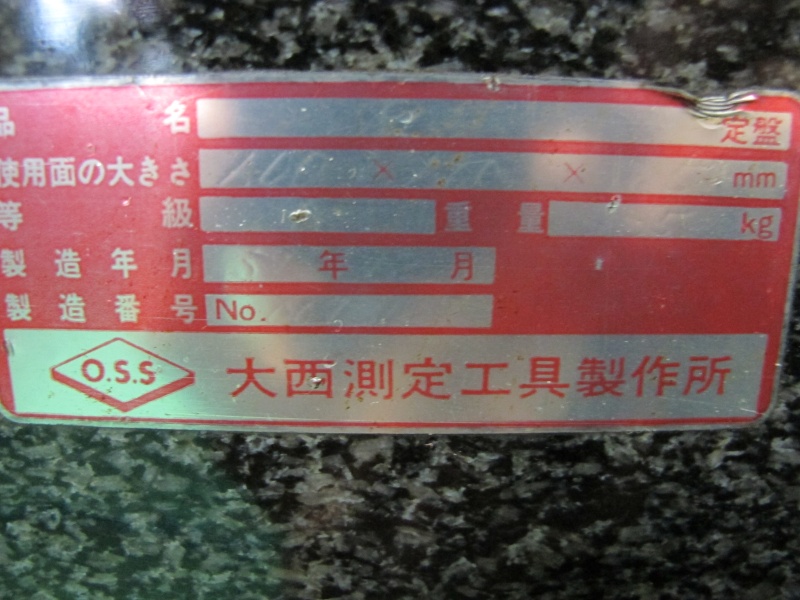 品名 定盤
使用面の大きさ × × mm
等級 重量 kg
製造年月 年 月
製造番号 No.
O.S.S 大西測定工具製作所